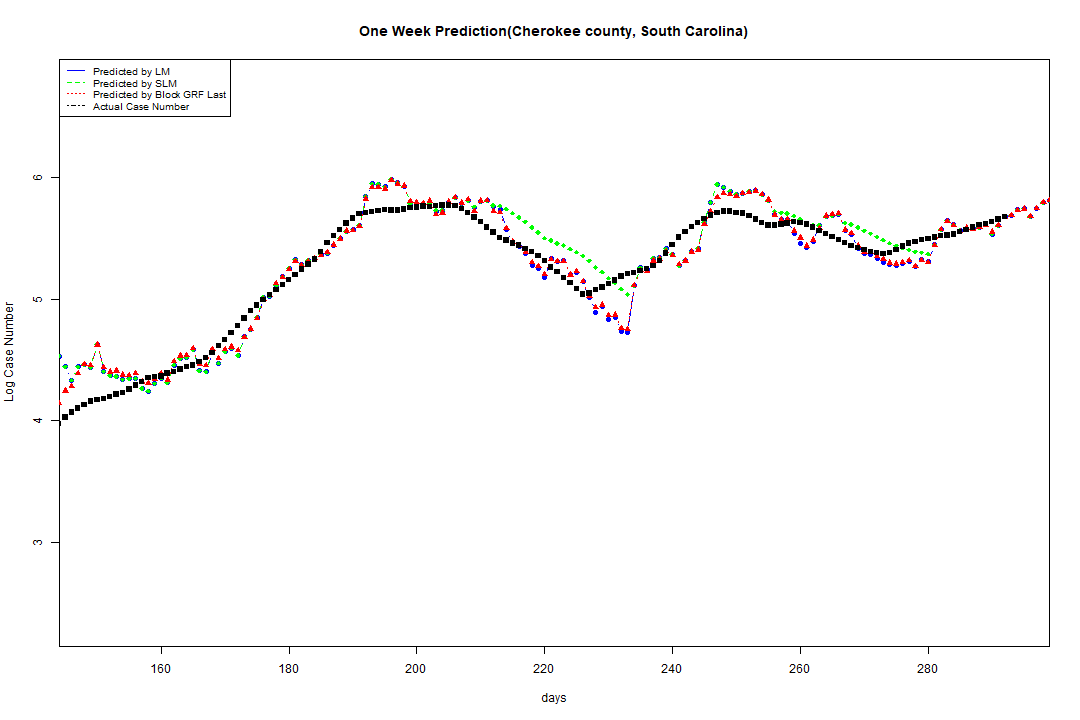 One Week Prediction(Cherokee county, South Carolina)
Predicted by LM
Predicted by SLM
Predicted by Block GRF Last
Actual Case Number
6
5
4
3
Log Case Number
160 180 200 220 240 260 280
days